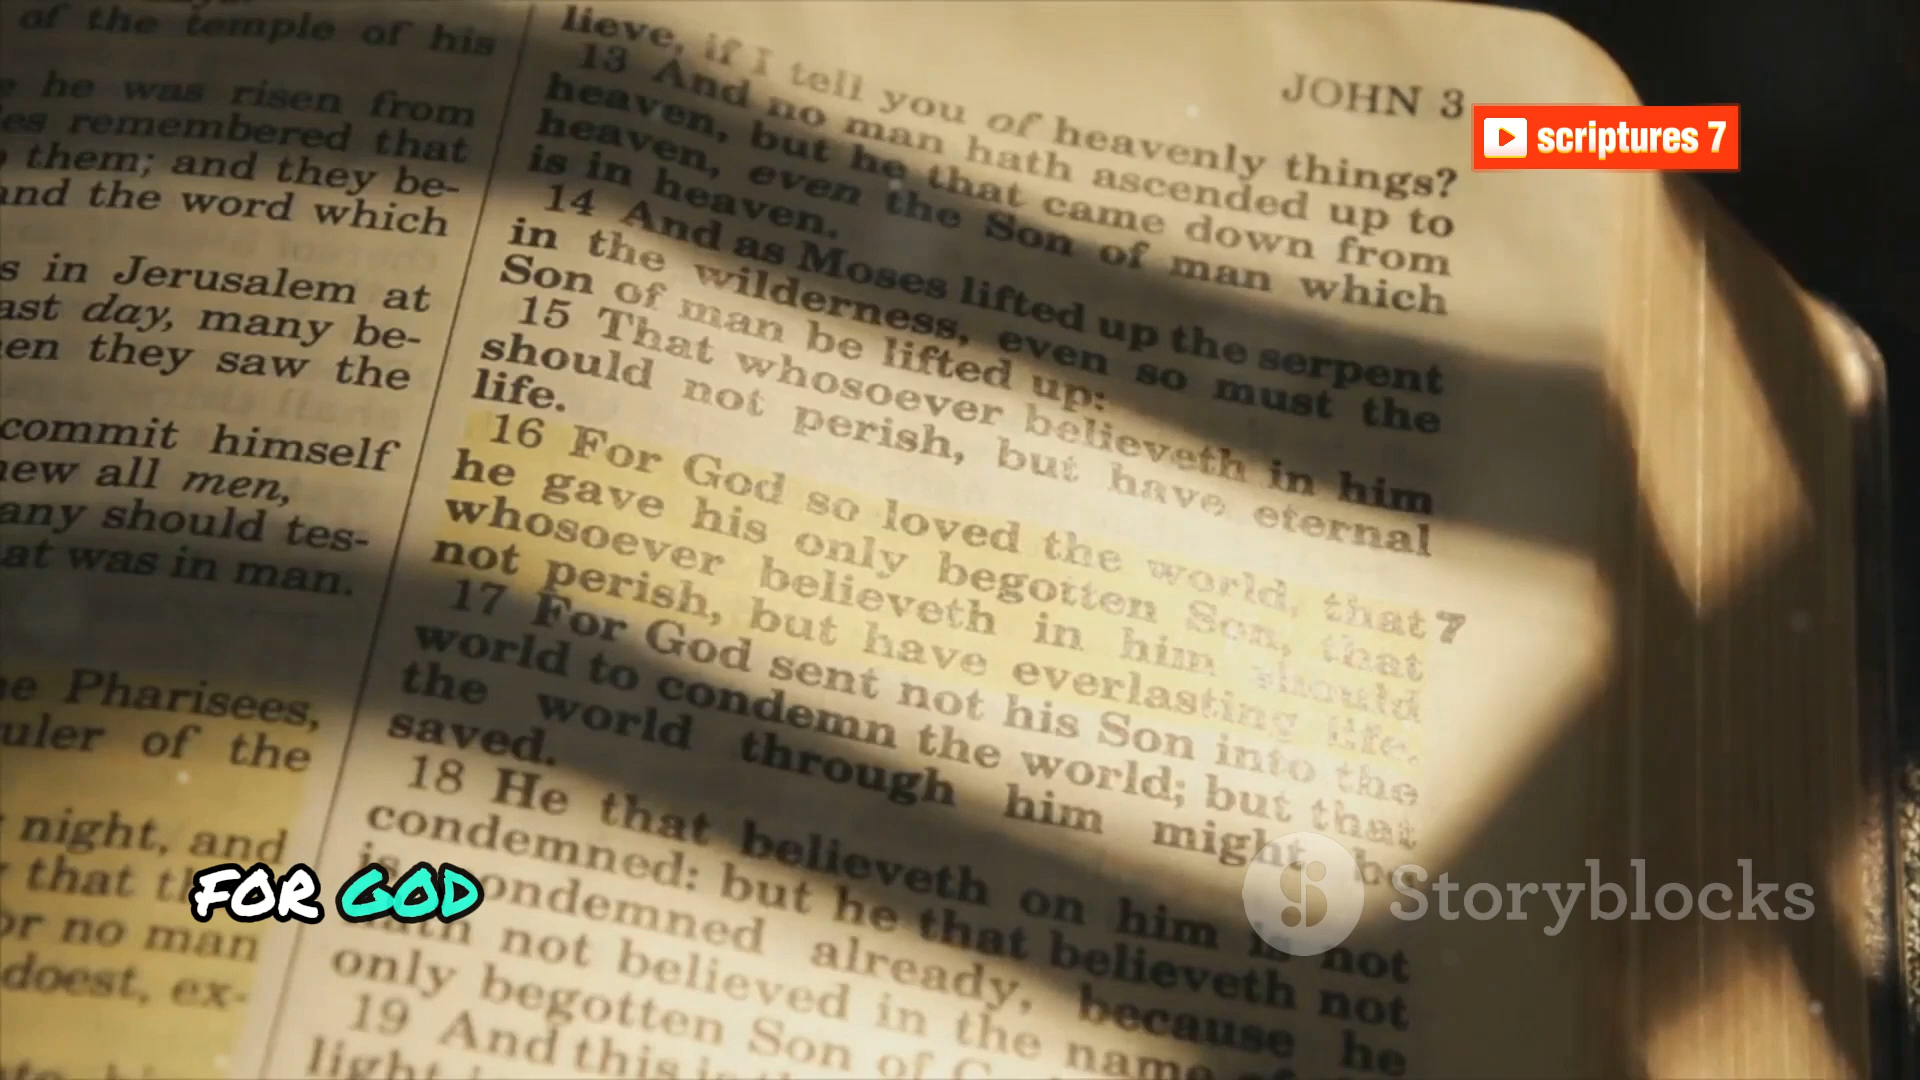 of the temple of his
he was risen from
remembered that
them; and they be-
and the word which
in Jerusalem at
day, many be-
they saw the
commit himself
all men,
any should tes-
at was in man.
Pharisees,
of the
night, and
that
no man
doest, ex-
JOHN 3
lieve, if I tell you of heavenly things?
13 And no man hath ascended up to
heaven, but he that came down from
heaven, even the Son of man which
is in heaven.
14 And as Moses lifted up the serpent
in the wilderness, even so must the
Son of man be lifted up:
15 That whosoever believeth in him
should not perish, but have eternal
life.
16 For God so loved the world, that
he gave his only begotten Son, that
whosoever believeth in him should
not perish, but have everlasting life.
17 For God sent not his Son into the
world to condemn the world; but that
the world through him might be
saved.
18 He that believeth on him is not
condemned: but he that believeth not
is condemned already, because he
hath not believed in the name of the
only begotten Son of
19 And this is
light
7
scriptures 7
FOR GOD
Storyblocks